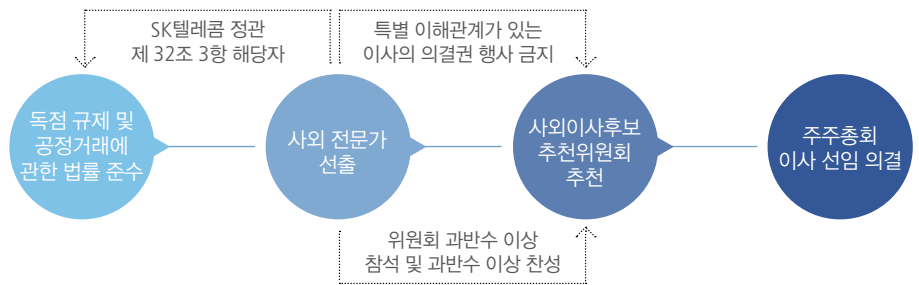 SK텔레콤 정관
제 32조 3항 해당자
특별 이해관계가 있는
이사의 의결권 행사 금지
독점 규제 및
공정거래에
관한 법률 준수
사외 전문가
선출
사외이사후보
추천위원회
추천
주주총회
이사 선임 의결
위원회 과반수 이상
참석 및 과반수 이상 찬성